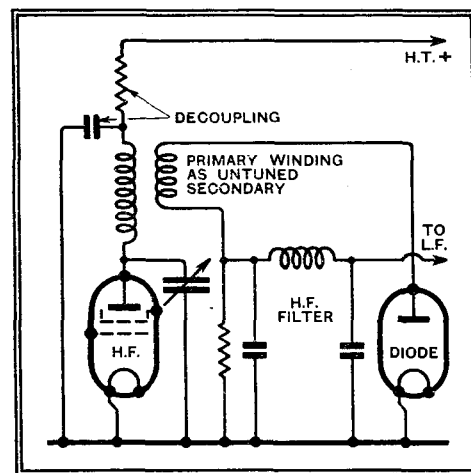 H.T.+
DECOUPLING
PRIMARY WINDING
AS UNTUNED
SECONDARY
TO
L.F.
H.F.
FILTER
H.F.
DIODE